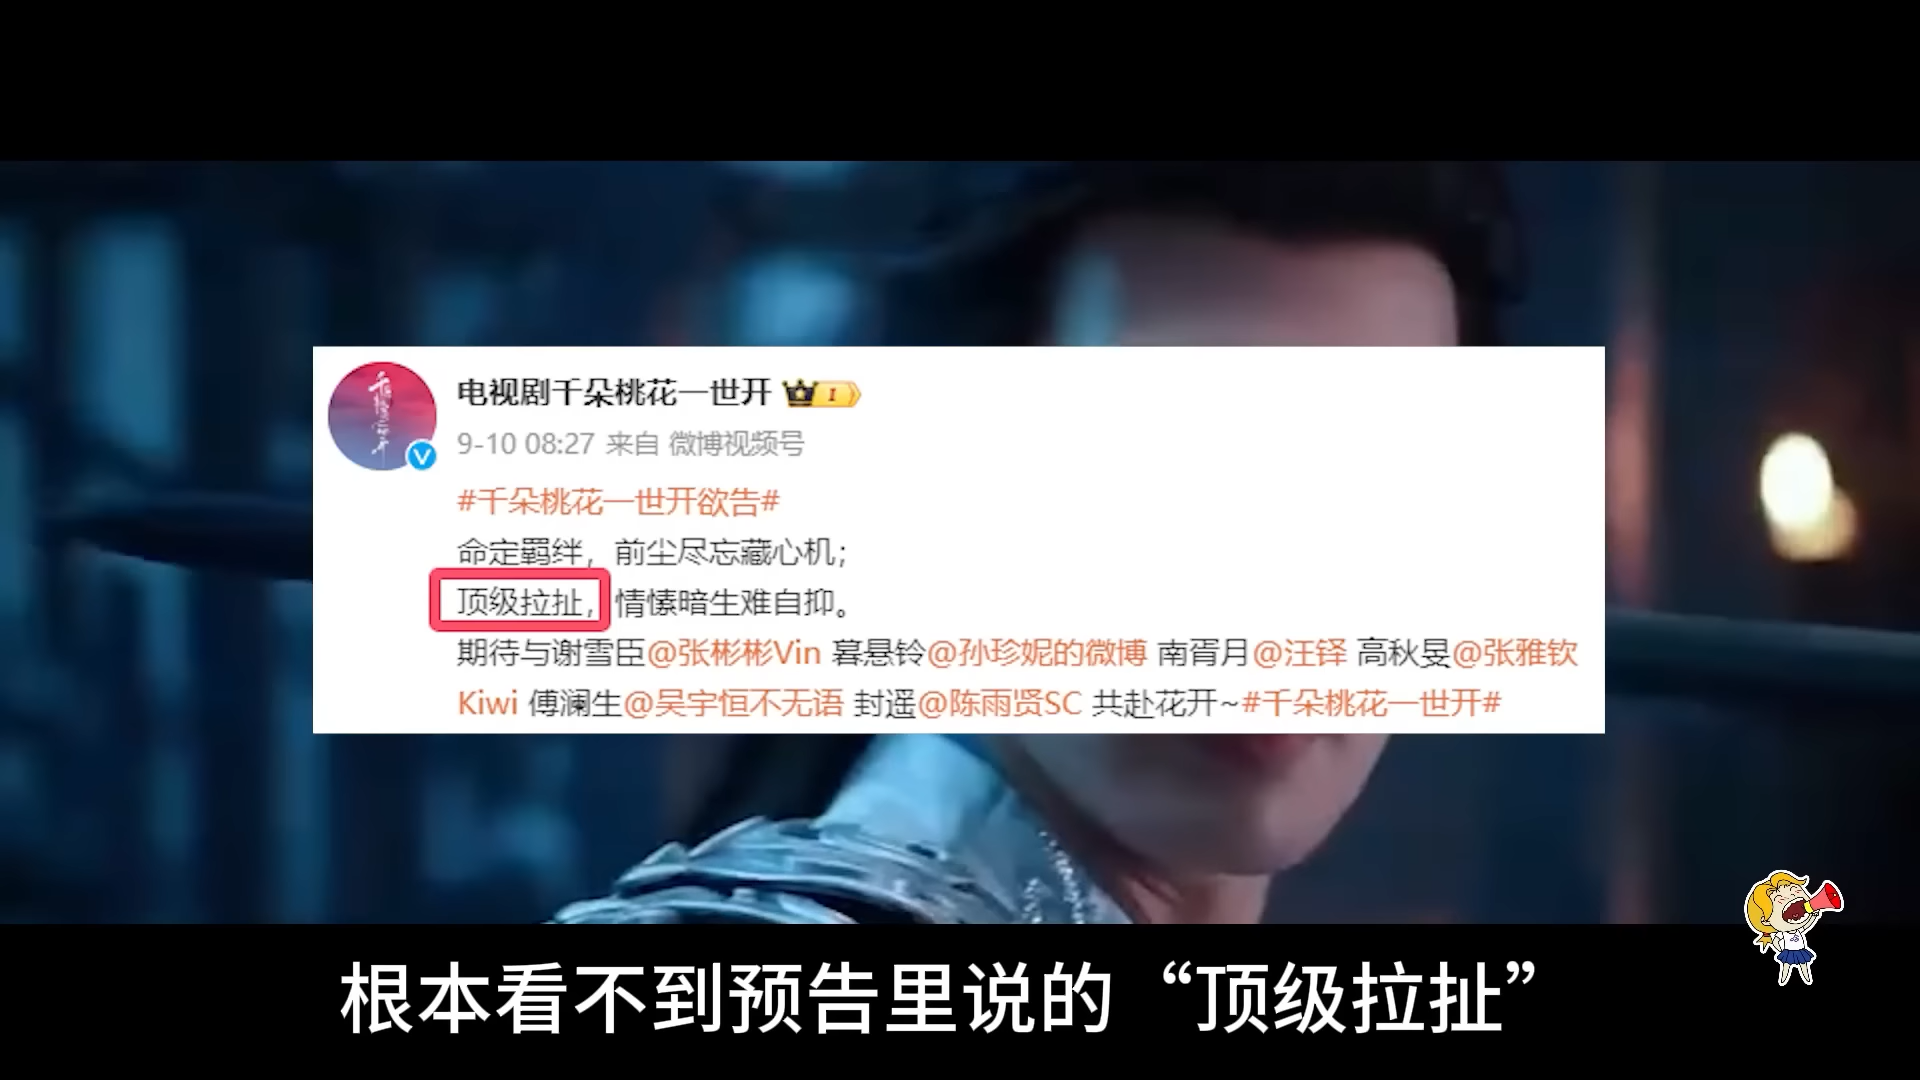 电视剧千朵桃花一世开
9-10 08:27 来自 微博视频号
#千朵桃花一世开欲告#
命定羁绊，前尘尽忘藏心机；
顶级拉扯，情愫暗生难自抑。
期待与谢雪臣@张彬彬Vin 暮悬铃@孙珍妮的微博 南胥月@汪铎 高秋旻@张雅钦
Kiwi 傅澜生@吴宇恒不无语 封遥@陈雨贤SC 共赴花开~#千朵桃花一世开#
根本看不到预告里说的“顶级拉扯”